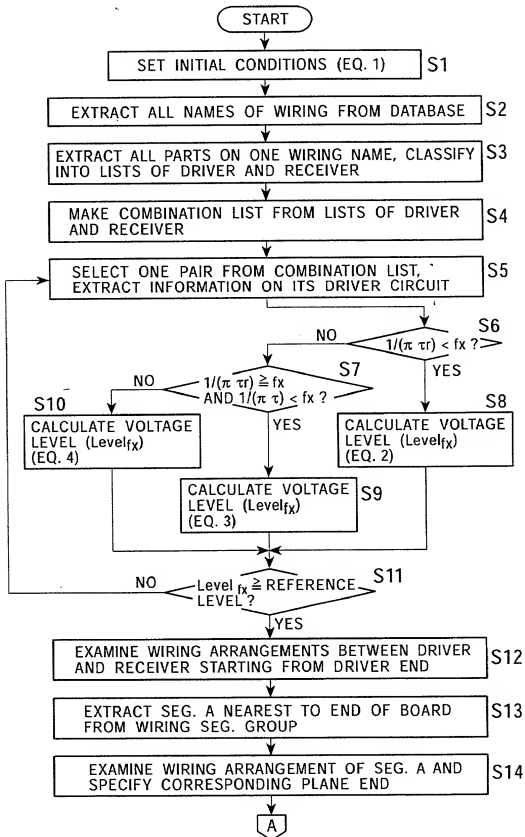 START
SET INITIAL CONDITIONS (EQ. 1)
S1
EXTRACT ALL NAMES OF WIRING FROM DATABASE
S2
EXTRACT ALL PARTS ON ONE WIRING NAME, CLASSIFY
INTO LISTS OF DRIVER AND RECEIVER
S3
MAKE COMBINATION LIST FROM LISTS OF DRIVER
AND RECEIVER
S4
SELECT ONE PAIR FROM COMBINATION LIST,
EXTRACT INFORMATION ON ITS DRIVER CIRCUIT
S5
S6
1/(π τr) < fx ?
NO
YES
S7
1/(π τr) ≧ fx
AND 1/(π τ) < fx ?
NO
YES
S10
CALCULATE VOLTAGE
LEVEL (Levelfx)
(EQ. 4)
S8
CALCULATE VOLTAGE
LEVEL (Levelfx)
(EQ. 2)
CALCULATE VOLTAGE
LEVEL (Levelfx)
(EQ. 3)
S9
NO
Level fx ≧ REFERENCE
LEVEL ?
S11
YES
EXAMINE WIRING ARRANGEMENTS BETWEEN DRIVER
AND RECEIVER STARTING FROM DRIVER END
S12
EXTRACT SEG. A NEAREST TO END OF BOARD
FROM WIRING SEG. GROUP
S13
EXAMINE WIRING ARRANGEMENT OF SEG. A AND
SPECIFY CORRESPONDING PLANE END
S14
A